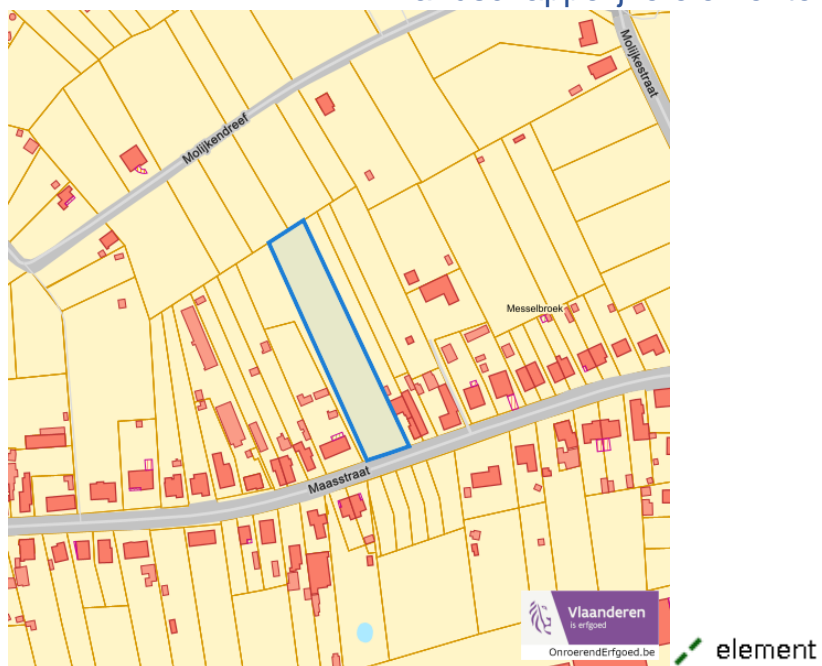 Molijkestraat
Molijkendreef
Messelbroek
Maasstraat
Vlaanderen
is erfgoed
OnroerendErfgoed.be
element